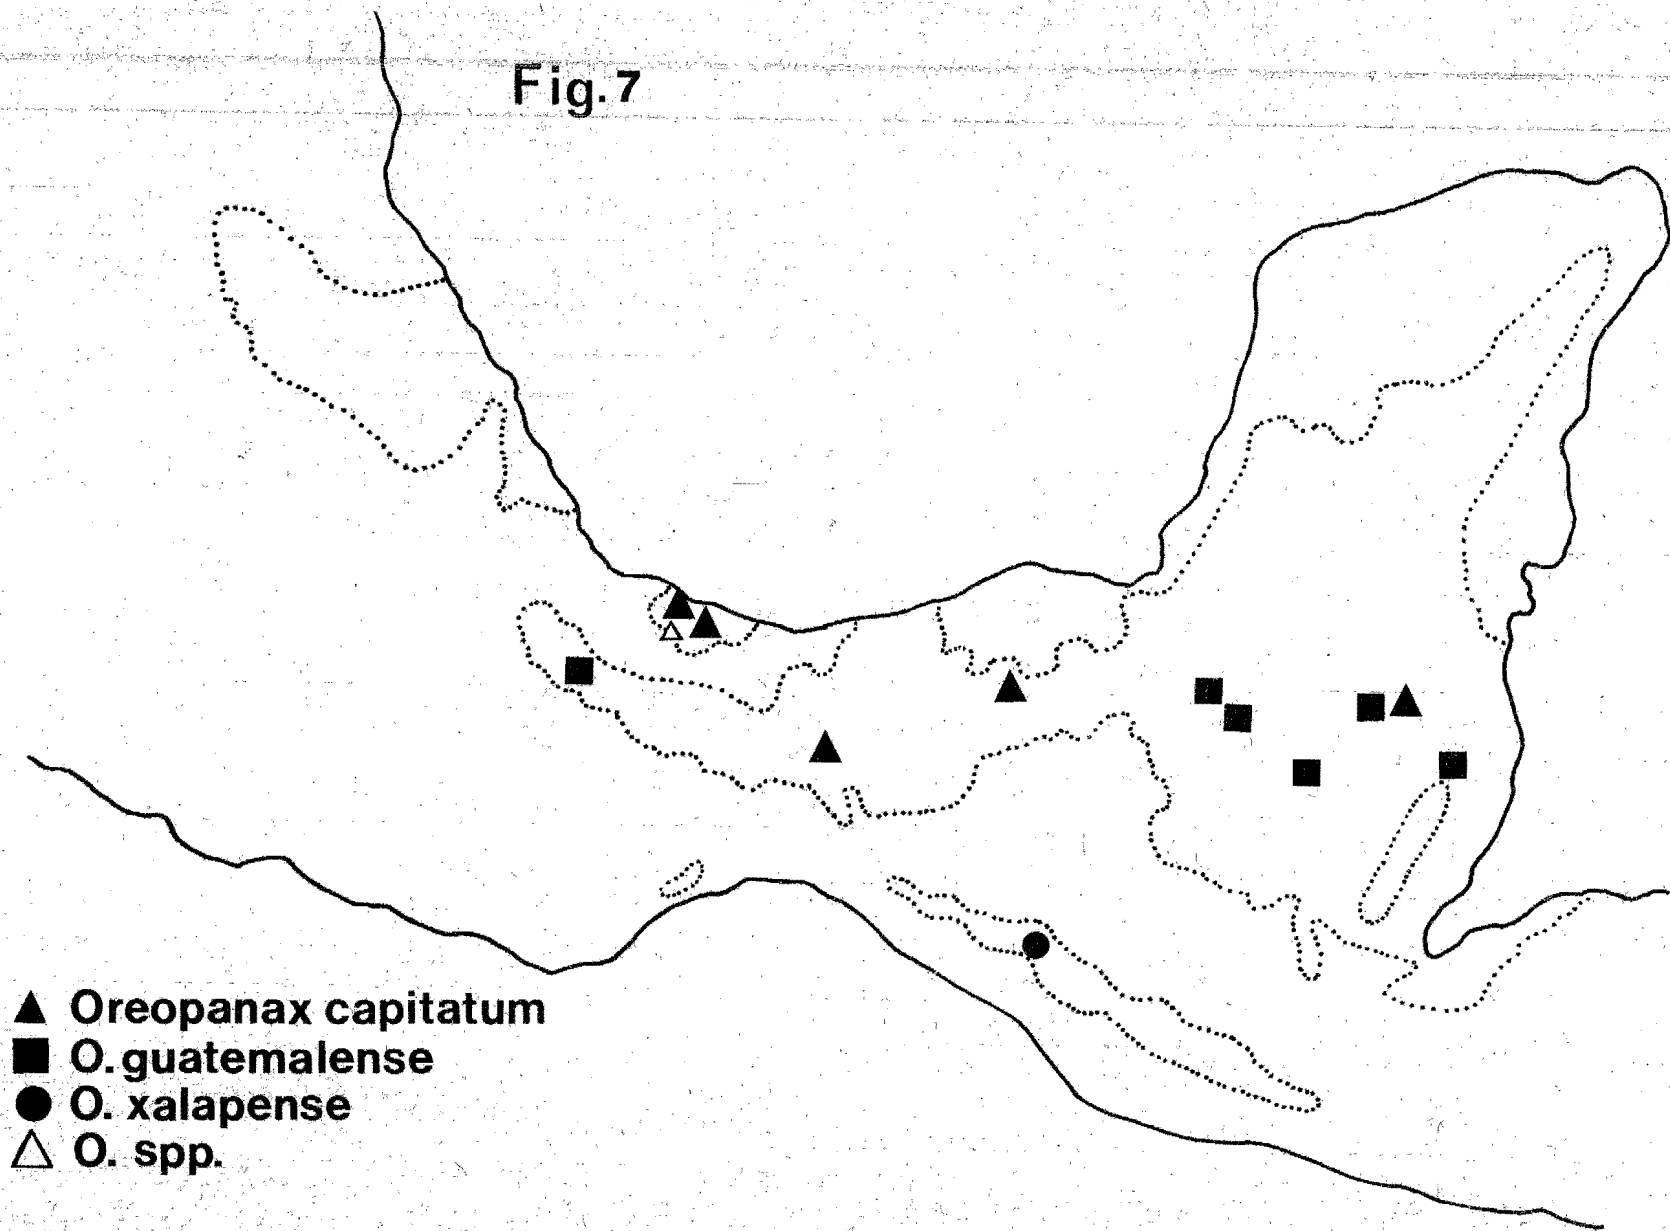 Fig.7
Oreopanax capitatum
O.guatemalense
O. xalapense
O. spp.